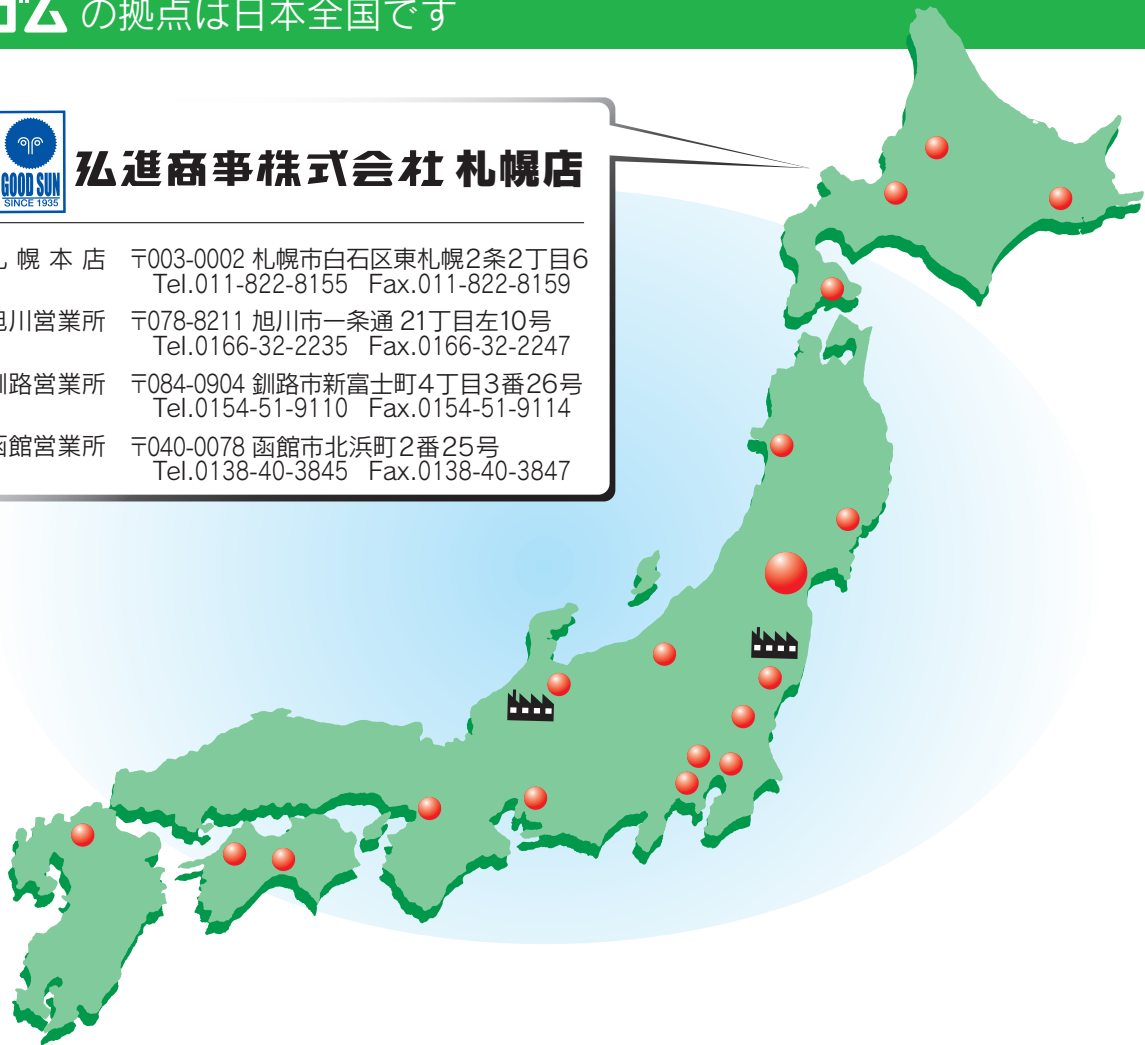 ゴム の拠点は日本全国です
GOOD SUN
SINCE 1935
弘進商事株式会社 札幌店
札幌本店 〒003-0002 札幌市白石区東札幌2条2丁目6
Tel.011-822-8155 Fax.011-822-8159
旭川営業所 〒078-8211 旭川市一条通 21丁目左10号
Tel.0166-32-2235 Fax.0166-32-2247
釧路営業所 〒084-0904 釧路市新富士町4丁目3番26号
Tel.0154-51-9110 Fax.0154-51-9114
函館営業所 〒040-0078 函館市北浜町2番25号
Tel.0138-40-3845 Fax.0138-40-3847